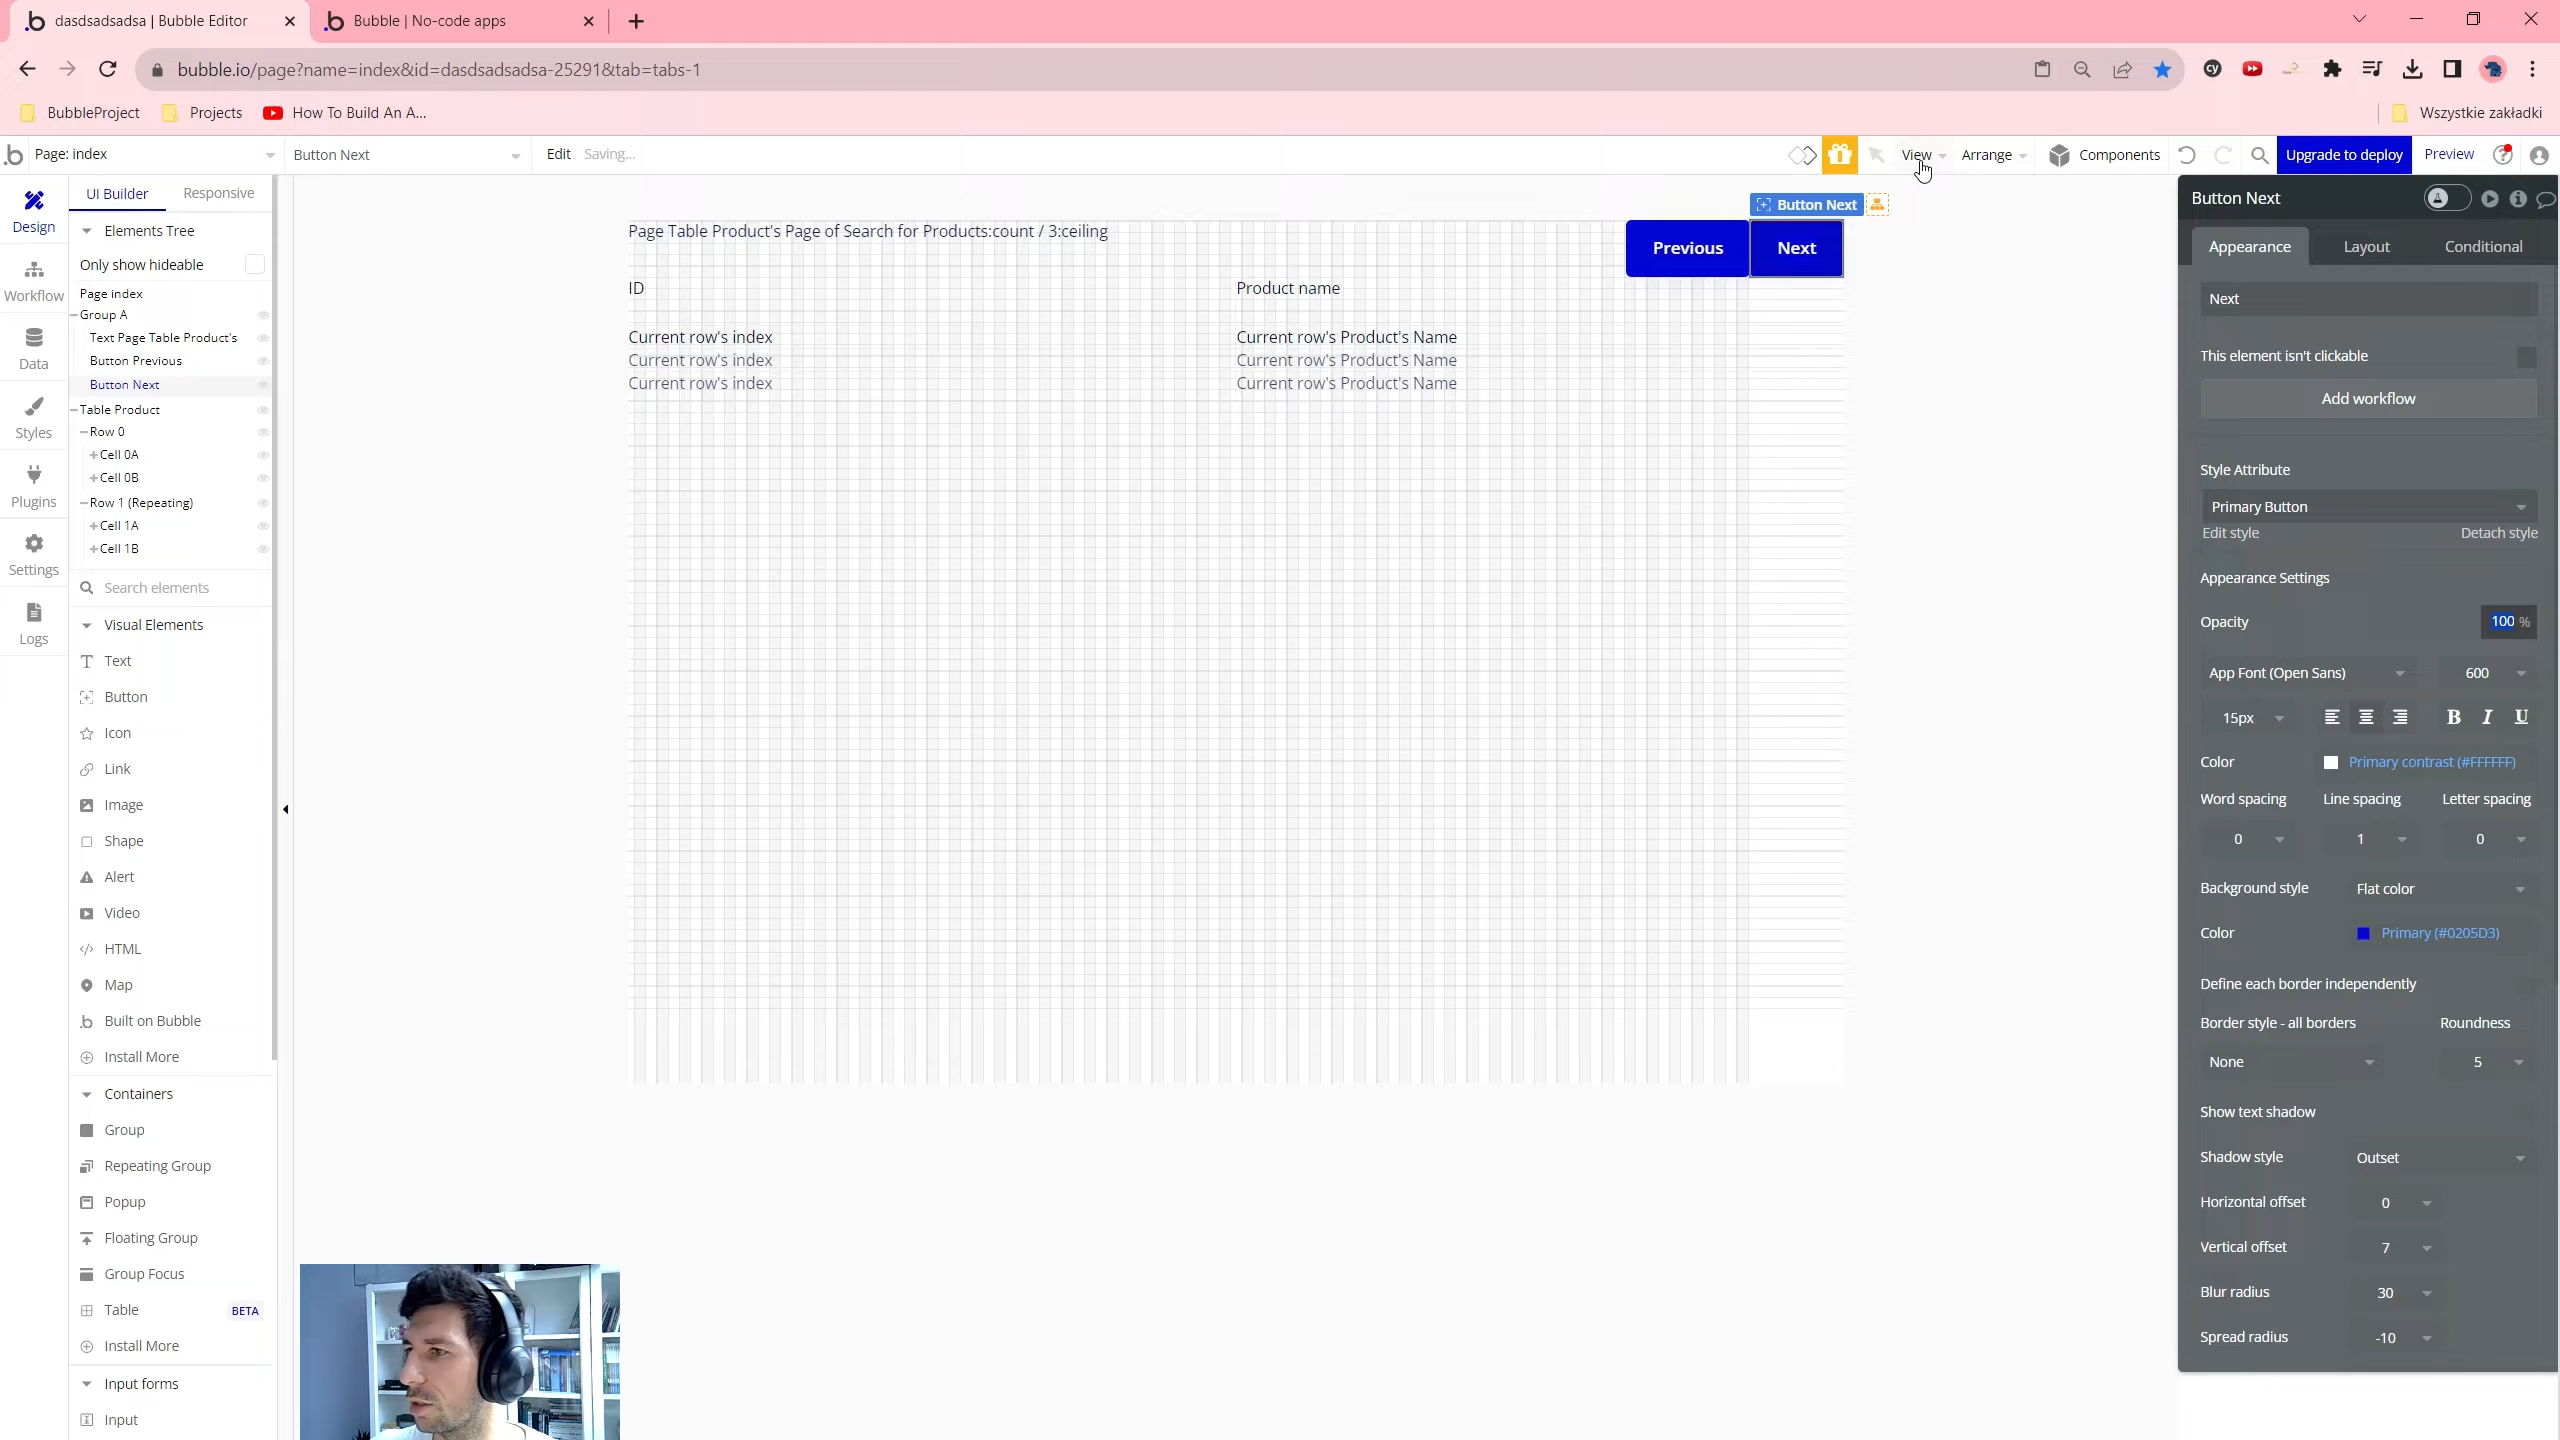 dasdsadsadsa | Bubble Editor
Bubble | No-code apps
bubble.io/page?name=index&id=dasdsadsadsa-25291&tab=tabs-1
BubbleProject
Projects
How To Build An A...
Wszystkie zakładki
Page: index
Button Next
Edit
Saving...
View
Arrange
Components
Upgrade to deploy
Preview
Design
Workflow
Data
Styles
Plugins
Settings
Logs
UI Builder
Responsive
Elements Tree
Only show hideable
Page index
Group A
Text Page Table Product's
Button Previous
Button Next
Table Product
Row 0
Cell 0A
Cell 0B
Row 1 (Repeating)
Cell 1A
Cell 1B
Search elements
Visual Elements
Text
Button
Icon
Link
Image
Shape
Alert
Video
HTML
Map
Built on Bubble
Install More
Containers
Group
Repeating Group
Popup
Floating Group
Group Focus
Table
BETA
Install More
Input forms
Input
Button Next
Page Table Product's Page of Search for Products:count / 3:ceiling
Previous
Next
ID
Product name
Current row's index
Current row's Product's Name
Current row's index
Current row's Product's Name
Current row's index
Current row's Product's Name
Button Next
Appearance
Layout
Conditional
Next
This element isn't clickable
Add workflow
Style Attribute
Primary Button
Edit style
Detach style
Appearance Settings
Opacity
100 %
App Font (Open Sans)
600
15px
B I U
Color
Primary contrast (#FFFFFF)
Word spacing
Line spacing
Letter spacing
0
1
0
Background style
Flat color
Color
Primary (#0205D3)
Define each border independently
Border style - all borders
Roundness
None
5
Show text shadow
Shadow style
Outset
Horizontal offset
0
Vertical offset
7
Blur radius
30
Spread radius
-10